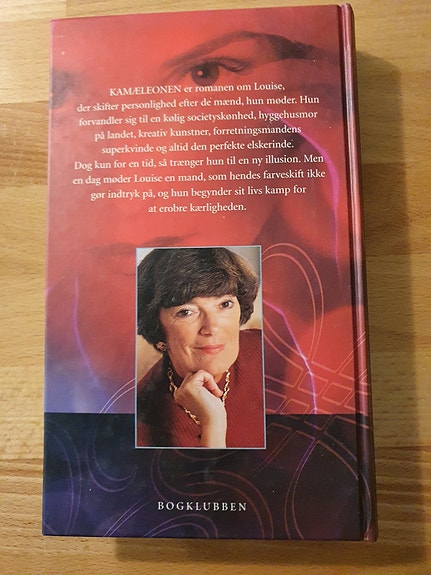 KAMÆLEONEN er romanen om Louise,
der skifter personlighed efter de mænd, hun møder. Hun
forvandler sig til en kølig societyskønhed, hyggehusmor
på landet, kreativ kunstner, forretningsmandens
superkvinde og altid den perfekte elskerinde.
Dog kun for en tid, så trænger hun til en ny illusion. Men
en dag møder Louise en mand, som hendes farveskift ikke
gør indtryk på, og hun begynder sit livs kamp for
at erobre kærligheden.
BOGKLUBBEN